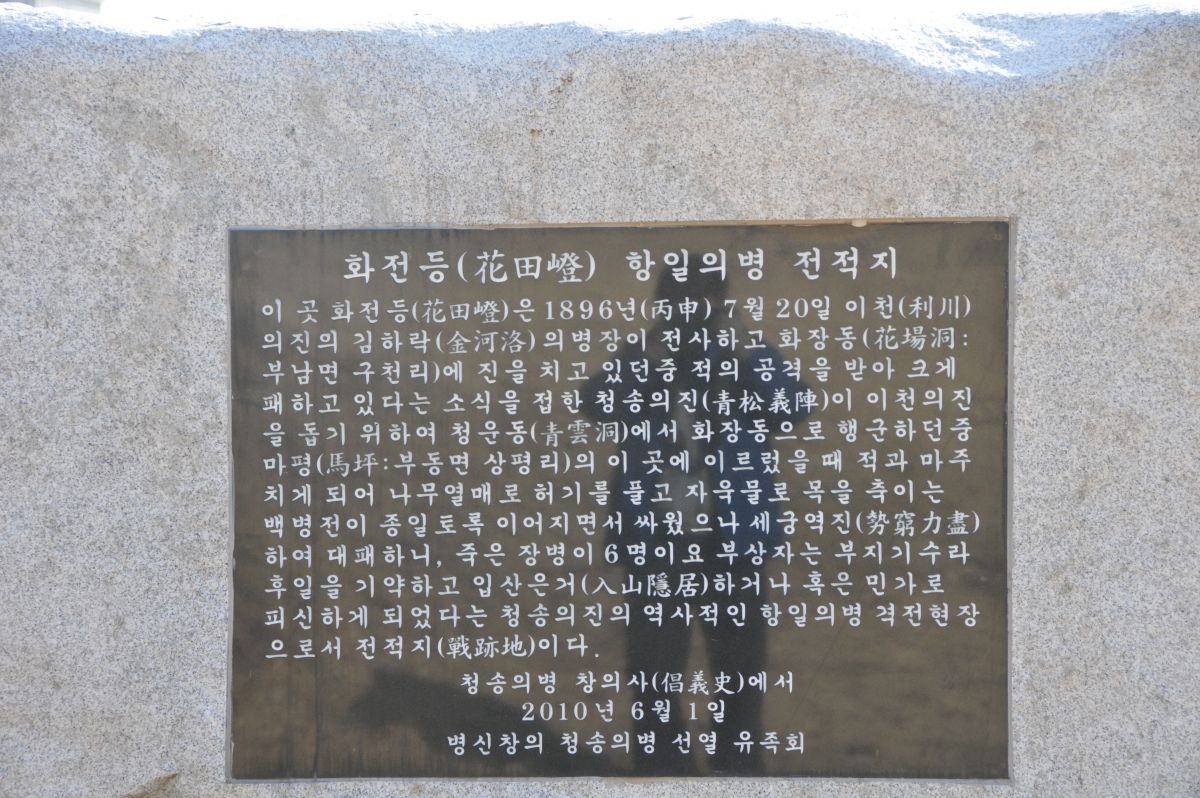 화전등(花田嶝) 항일의병 전적지
이 곳 화전등(花田嶝)은 1896년(丙申) 7월 20일 이천(利川)
의진의 김하락(金河洛)의병장이 전사하고 화장동(花場洞:
부남면 구천리)에 진을 치고 있던중 적의 공격을 받아 크게
패하고 있다는 소식을 접한 청송의진(青松義陣)이 이천의진
을 돕기 위하여 청운동(青雲洞)에서 화장동으로 행군하던중
마평(馬坪:부동면 상평리)의 이 곳에 이르렀을때 적과 마주
치게 되어 나무열매로 허기를 풀고 자욱물로 목을 축이는
백병전이 종일토록 이어지면서 싸웠으나 세궁역진(勢窮力盡)
하여 대패하니, 죽은 장병이 6명이요 부상자는 부지기수라
후일을 기약하고 입산은거(入山隱居)하거나 혹은 민가로
피신하게 되었다는 청송의진의 역사적인 항일의병 격전현장
으로서 전적지(戰跡地)이다.
청송의병 창의사(倡義史)에서
2010년 6월 1일
병신창의 청송의병 선열 유족회